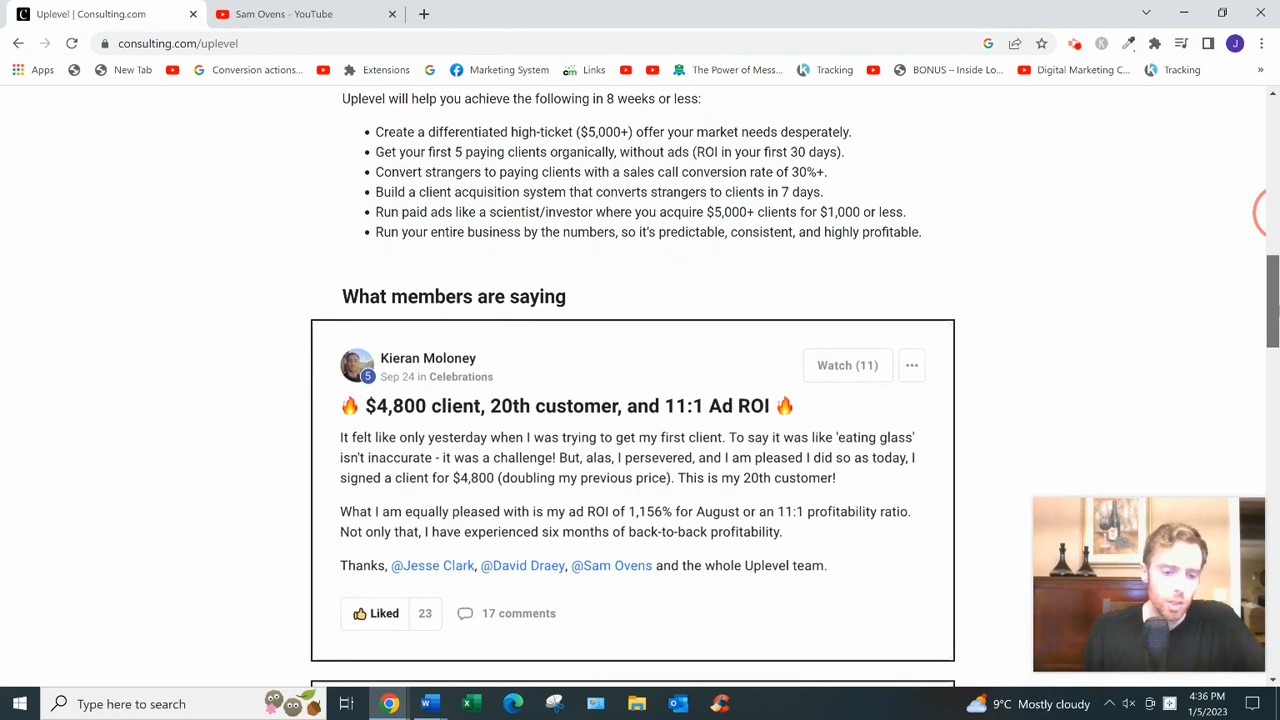 Uplevel | Consulting.com
Sam Ovens - YouTube
consulting.com/uplevel
J
Apps
New Tab
Conversion actions...
Extensions
Marketing System
Links
The Power of Mess...
Tracking
BONUS – Inside Lo...
Digital Marketing C...
Tracking
»
Uplevel will help you achieve the following in 8 weeks or less:
• Create a differentiated high-ticket ($5,000+) offer your market needs desperately.
• Get your first 5 paying clients organically, without ads (ROI in your first 30 days).
• Convert strangers to paying clients with a sales call conversion rate of 30%+.
• Build a client acquisition system that converts strangers to clients in 7 days.
• Run paid ads like a scientist/investor where you acquire $5,000+ clients for $1,000 or less.
• Run your entire business by the numbers, so it's predictable, consistent, and highly profitable.
What members are saying
Kieran Moloney
5
Sep 24 in Celebrations
Watch (11)
🔥 $4,800 client, 20th customer, and 11:1 Ad ROI 🔥
It felt like only yesterday when I was trying to get my first client. To say it was like 'eating glass'
isn't inaccurate - it was a challenge! But, alas, I persevered, and I am pleased I did so as today, I
signed a client for $4,800 (doubling my previous price). This is my 20th customer!
What I am equally pleased with is my ad ROI of 1,156% for August or an 11:1 profitability ratio.
Not only that, I have experienced six months of back-to-back profitability.
Thanks, @Jesse Clark, @David Draey, @Sam Ovens and the whole Uplevel team.
Liked 23
17 comments
Type here to search
9°C Mostly cloudy
4:36 PM
1/5/2023